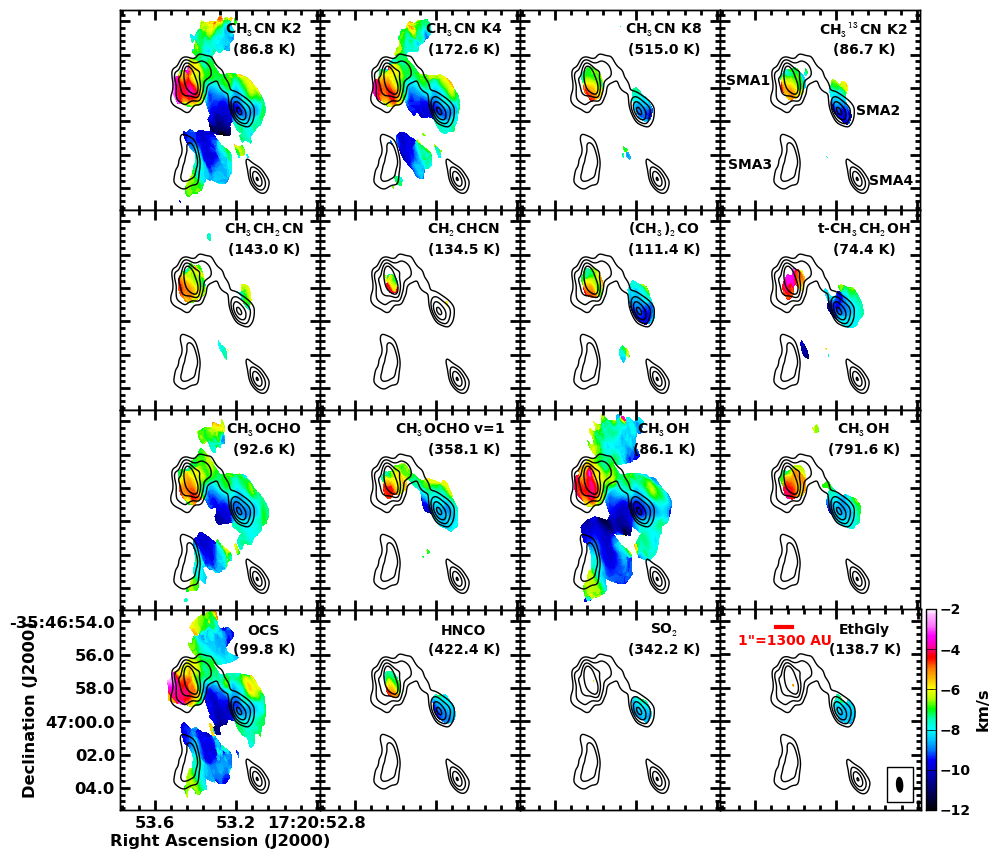 CH₃CN K2
(86.8 K)
CH₃CN K4
(172.6 K)
CH₃CN K8
(515.0 K)
CH₃¹³CN K2
(86.7 K)
SMA1
SMA2
SMA3
SMA4
CH₃CH₂CN
(143.0 K)
CH₂CHCN
(134.5 K)
(CH₃)₂CO
(111.4 K)
t-CH₃CH₂OH
(74.4 K)
CH₃OCHO
(92.6 K)
CH₃OCHO v=1
(358.1 K)
CH₃OH
(86.1 K)
CH₃OH
(791.6 K)
OCS
(99.8 K)
HNCO
(422.4 K)
SO₂
(342.2 K)
EthGly
(138.7 K)
1"=1300 AU
-35:46:54.0
56.0
58.0
47:00.0
02.0
04.0
Declination (J2000)
53.6
53.2
17:20:52.8
Right Ascension (J2000)
−2
−4
−6
−8
−10
−12
km/s